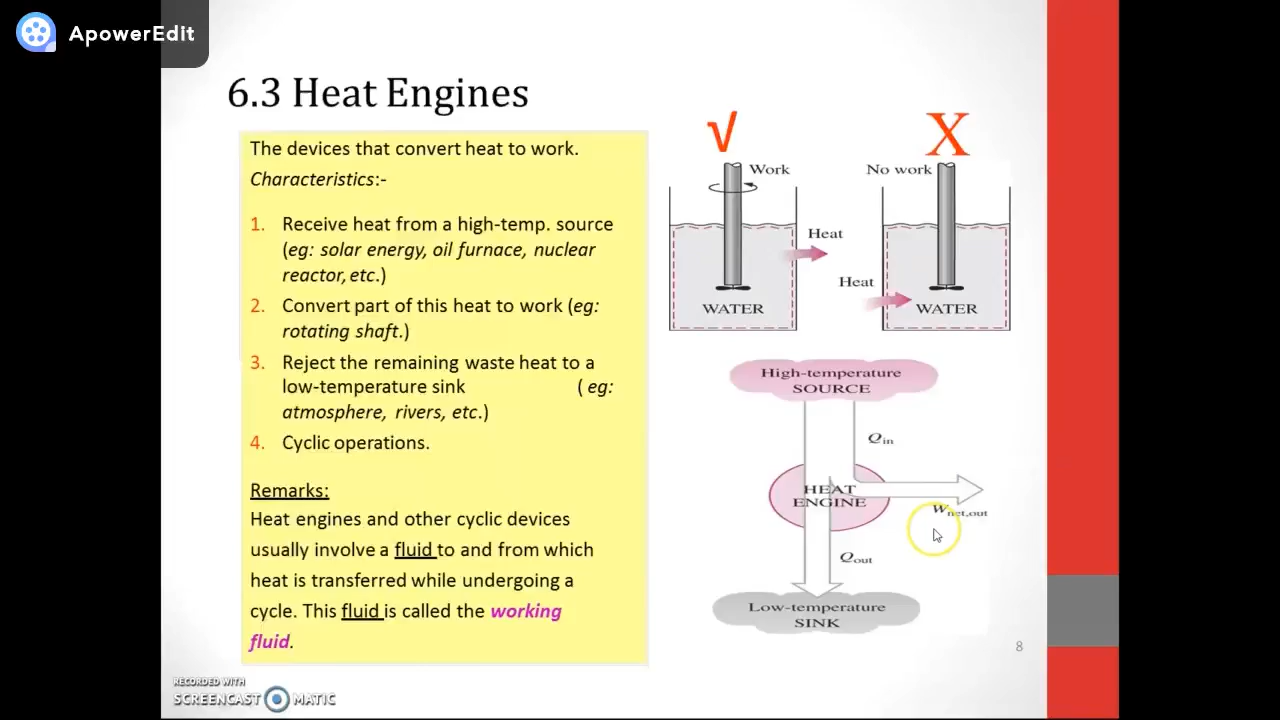 ApowerEdit
6.3 Heat Engines
The devices that convert heat to work.
Characteristics:-
1. Receive heat from a high-temp. source
(eg: solar energy, oil furnace, nuclear
reactor, etc.)
2. Convert part of this heat to work (eg:
rotating shaft.)
3. Reject the remaining waste heat to a
low-temperature sink ( eg:
atmosphere, rivers, etc.)
4. Cyclic operations.
Remarks:
Heat engines and other cyclic devices
usually involve a fluid to and from which
heat is transferred while undergoing a
cycle. This fluid is called the working
fluid.
√
X
Work
No work
Heat
Heat
WATER
WATER
High-temperature
SOURCE
Qin
HEAT
ENGINE
Wnet,out
Qout
Low-temperature
SINK
8
RECORDED WITH
SCREENCAST MATIC